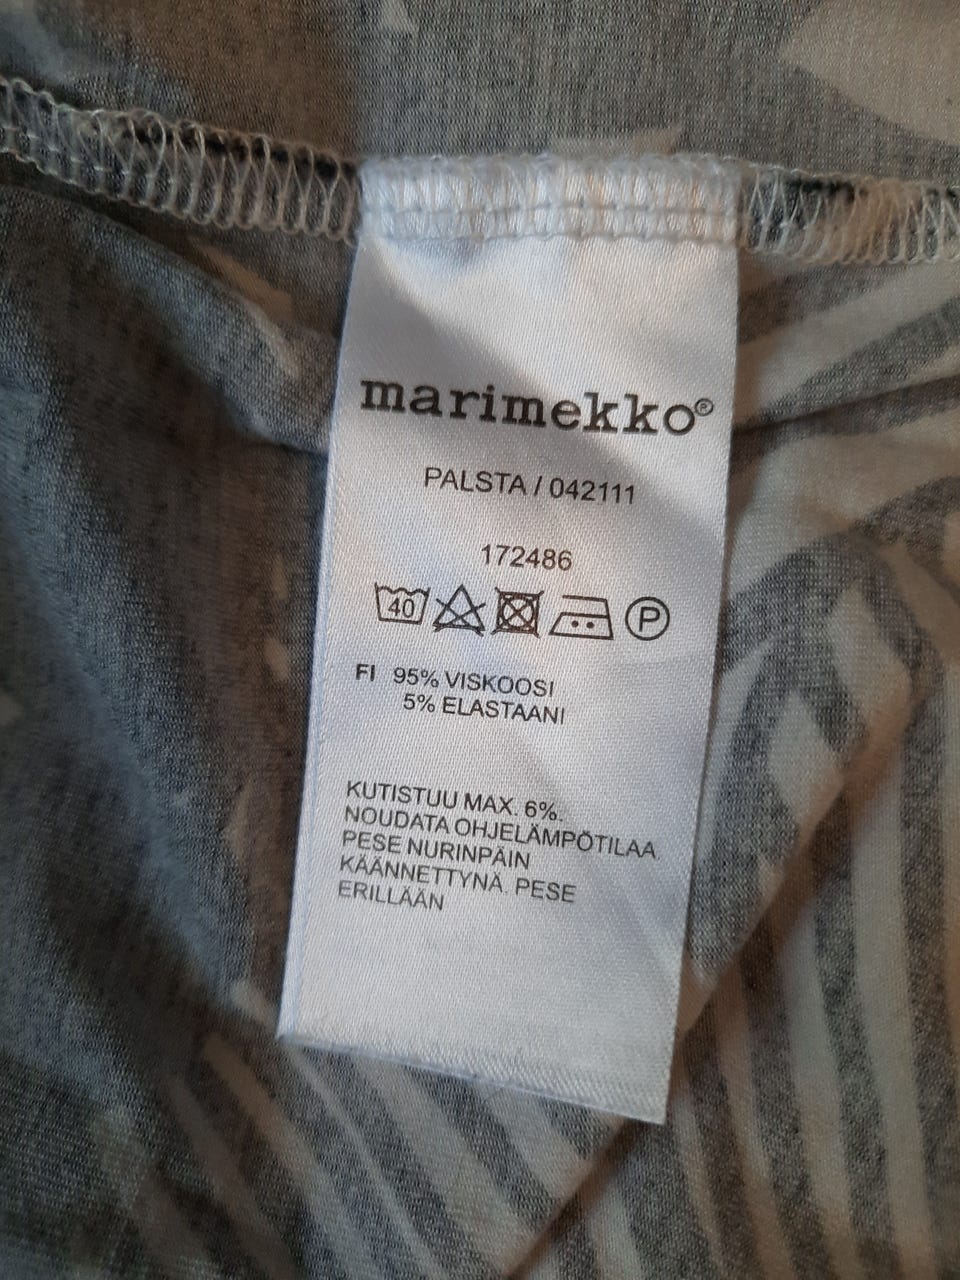 marimekko®
PALSTA / 042111
172486
40 P
FI 95% VISKOOSI
5% ELASTAANI
KUTISTUU MAX. 6%.
NOUDATA OHJELÄMPÖTILAA.
PESE NURINPÄIN
KÄÄNNETTYNÄ. PESE
ERILLÄÄN